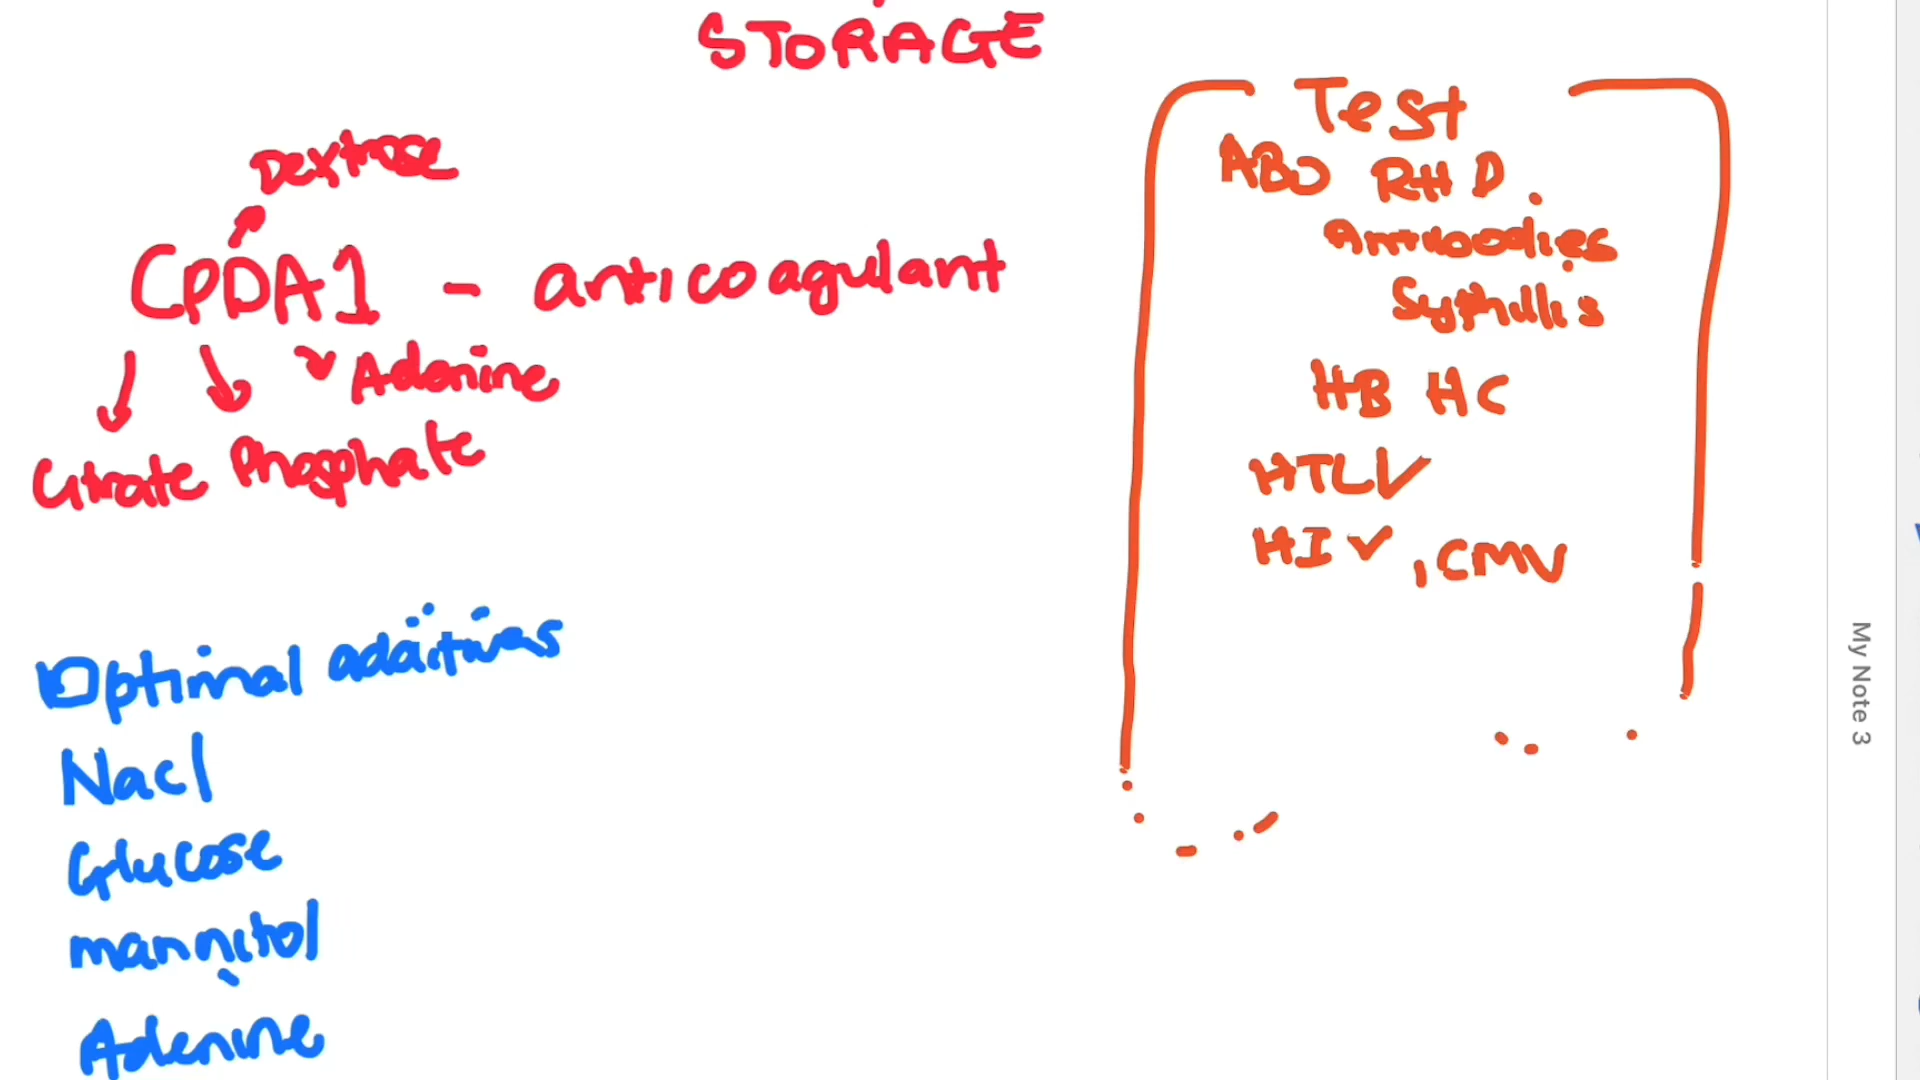 STORAGE
Dextrose
CPDA1 - anticoagulant
Adenine
Citrate Phosphate
Optimal additives
Nacl
Glucose
mannitol
Adenine
Test
ABO RH D.
Antibodies
Syphillis
HB HC
HTLV
HIV, CMV
My Note 3